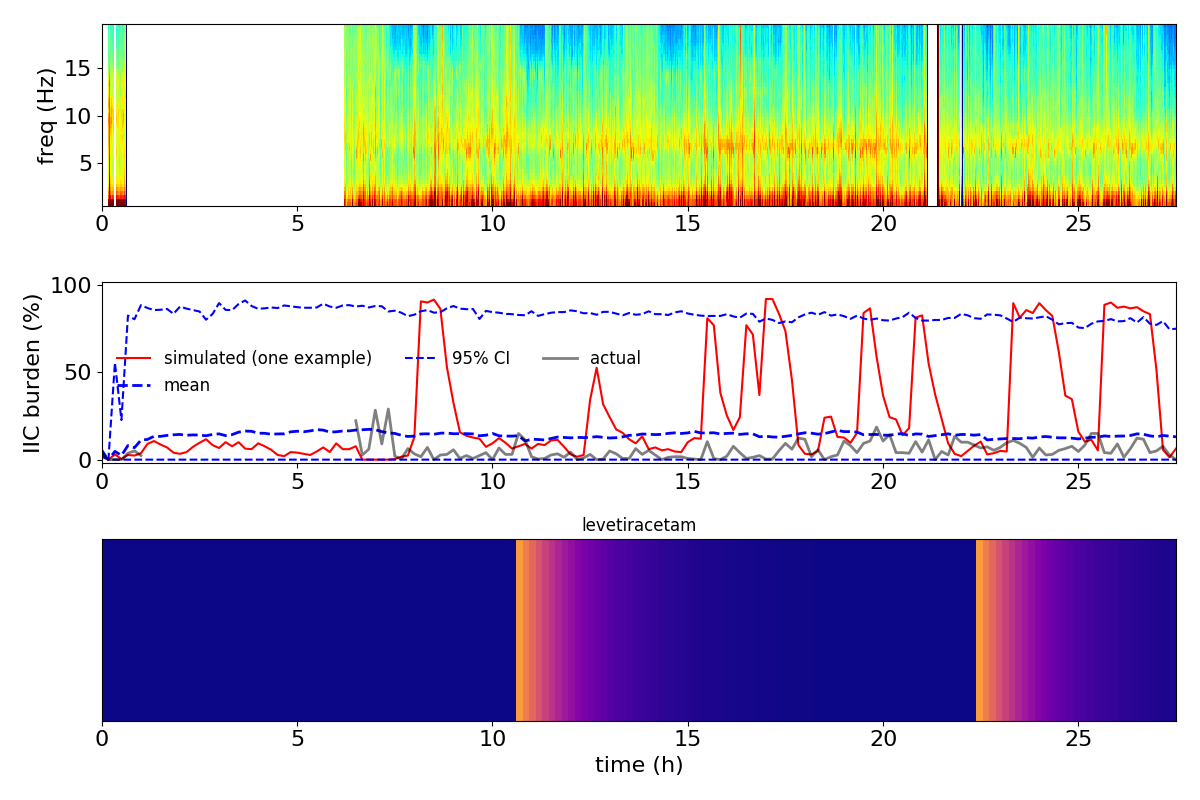 15
10
5
freq (Hz)
0 5 10 15 20 25
100
50
0
IIC burden (%)
simulated (one example) 95% CI actual
mean
0 5 10 15 20 25
levetiracetam
0 5 10 15 20 25
time (h)